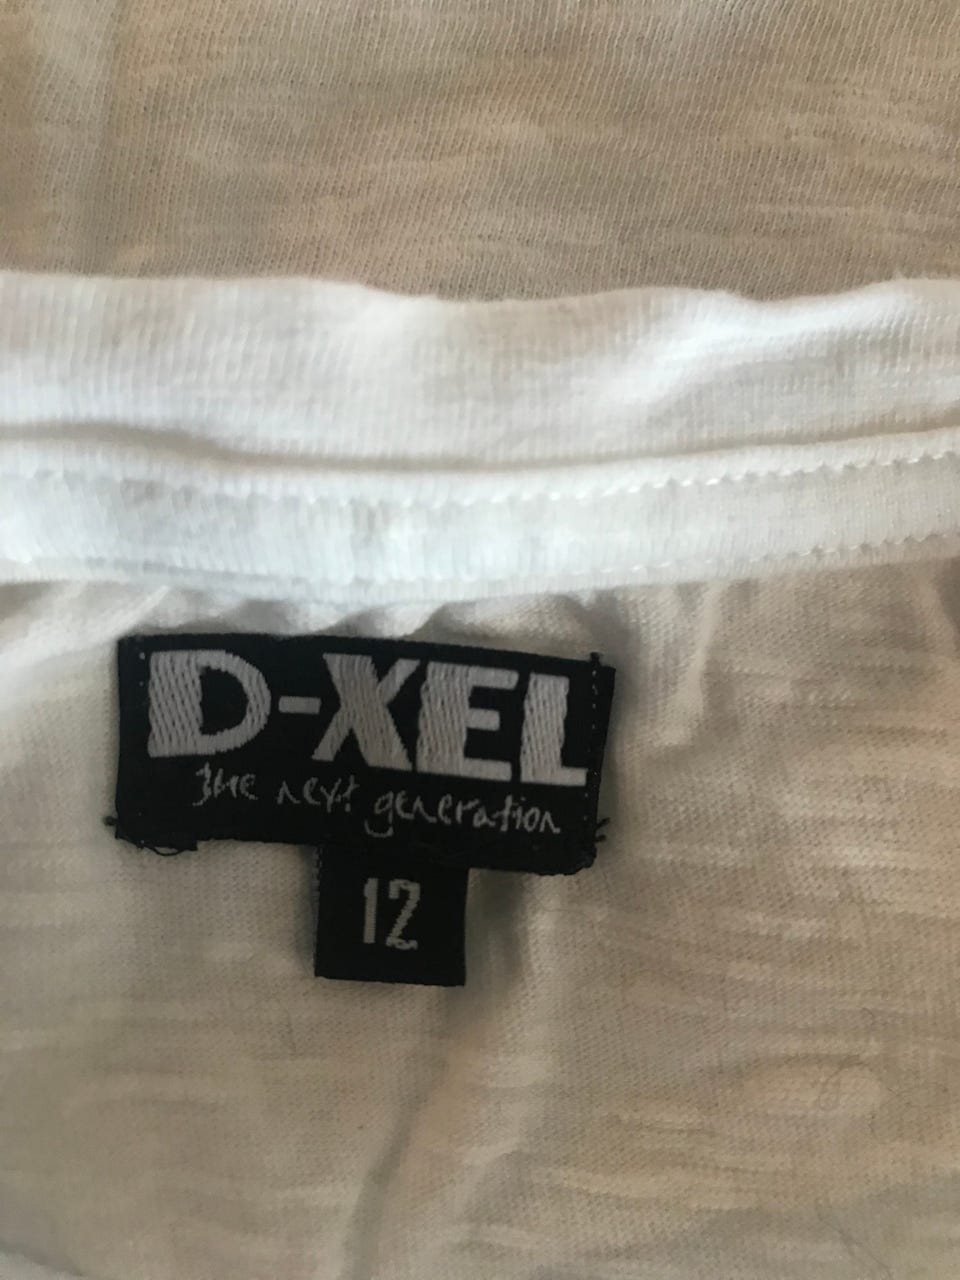 D-XEL
the next generation
12